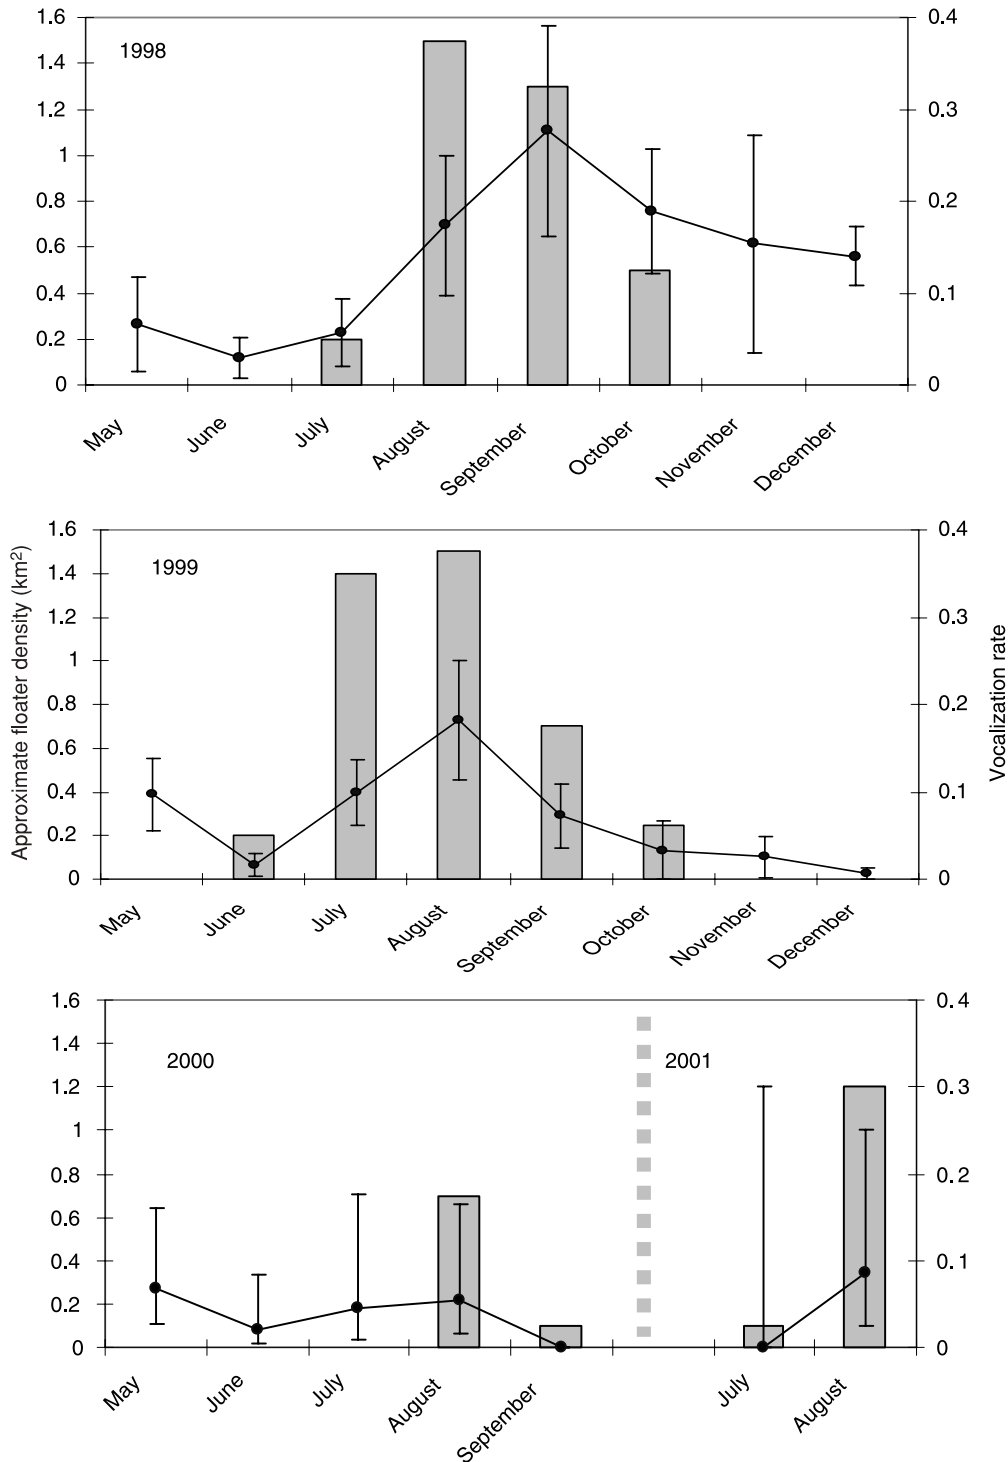 1.6
1.4
1.2
1
0.8
0.6
0.4
0.2
0
1998
0.4
0.3
0.2
0.1
0
May
June
July
August
September
October
November
December
Approximate floater density (km²)
1.6
1.4
1.2
1
0.8
0.6
0.4
0.2
0
1999
0.4
0.3
0.2
0.1
0
Vocalization rate
May
June
July
August
September
October
November
December
1.6
1.4
1.2
1
0.8
0.6
0.4
0.2
0
2000
2001
0.4
0.3
0.2
0.1
0
May
June
July
August
September
July
August